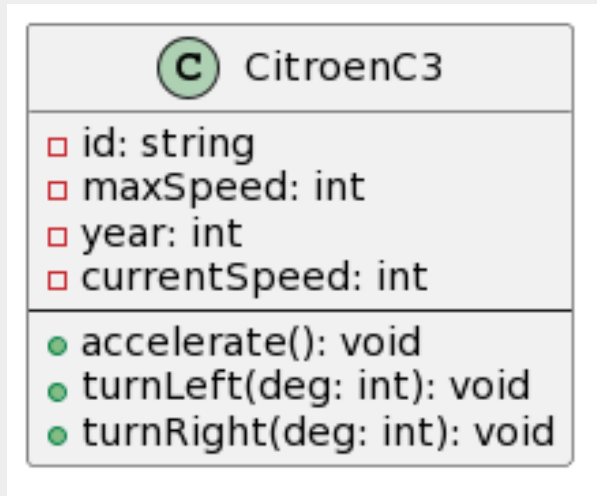 C CitroenC3
id: string
maxSpeed: int
year: int
currentSpeed: int
accelerate(): void
turnLeft(deg: int): void
turnRight(deg: int): void